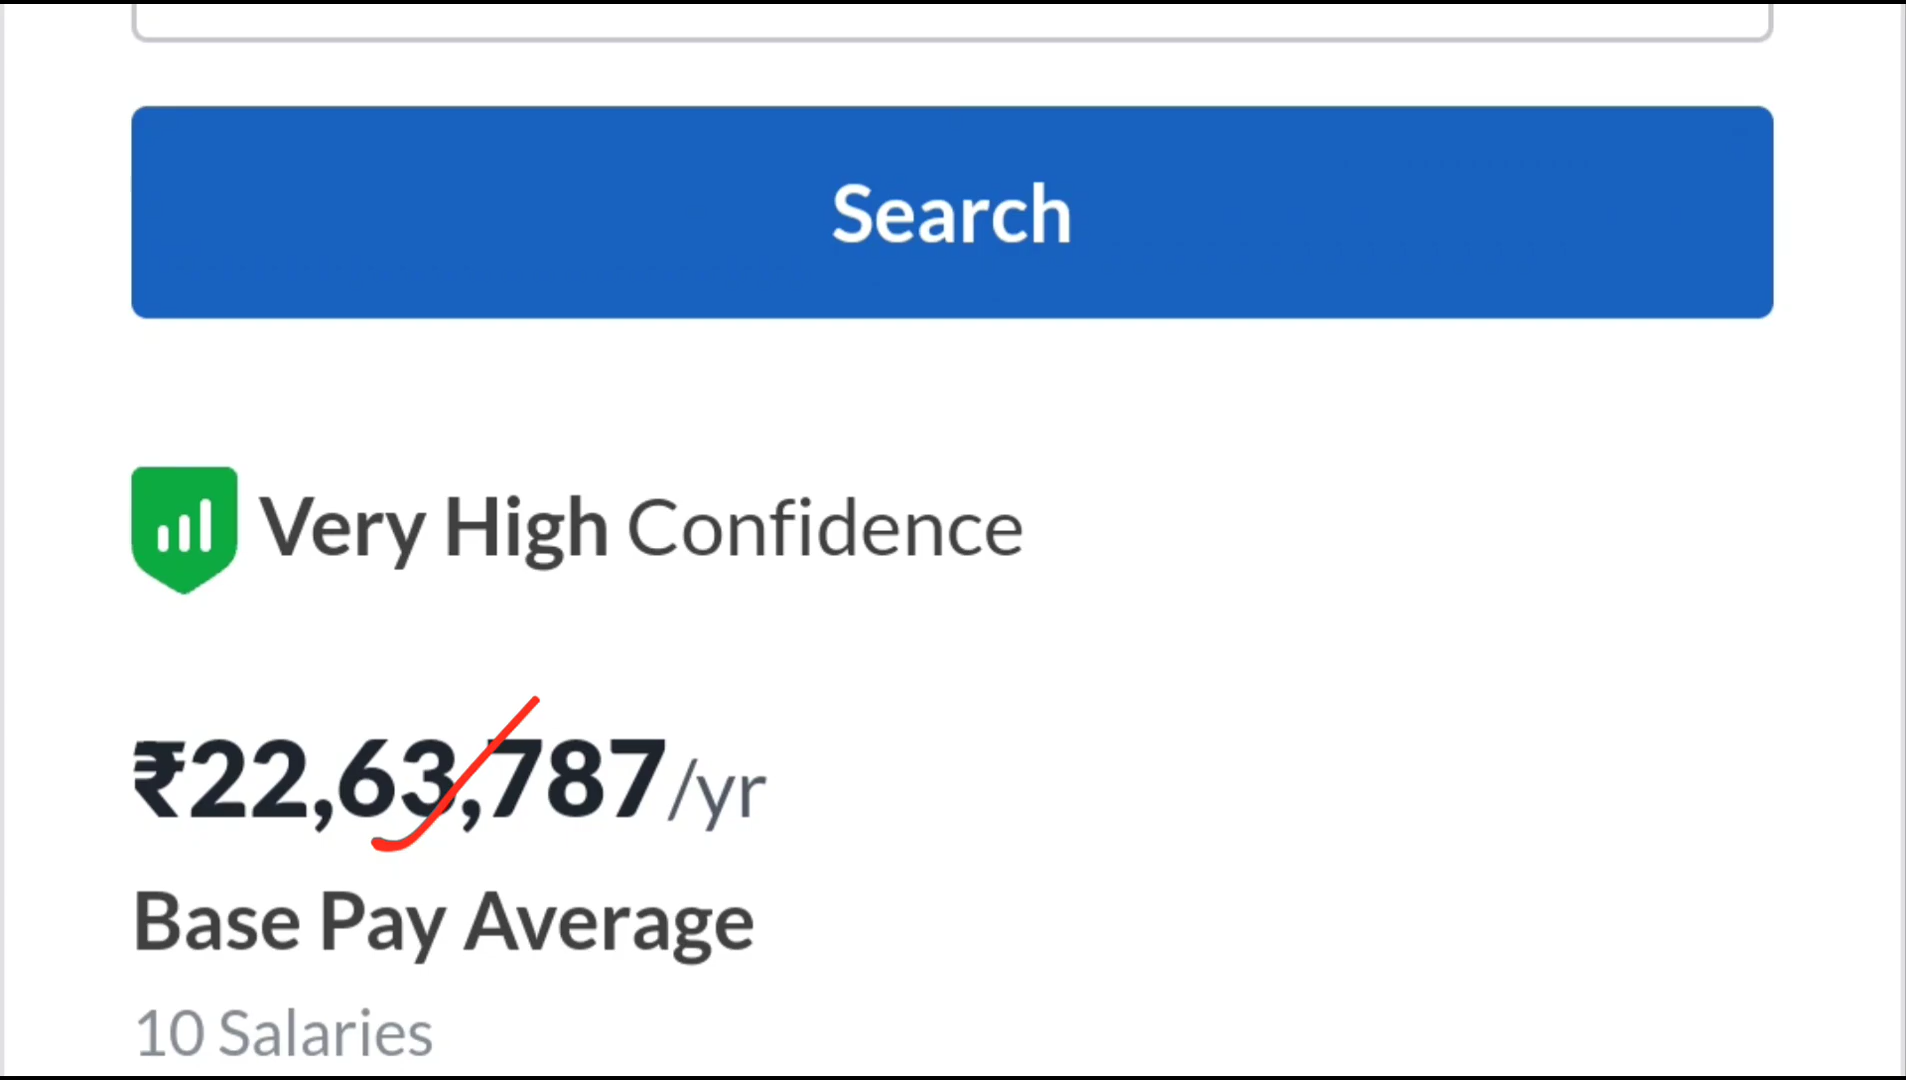 Search
Very High Confidence
₹22,63,787/yr
Base Pay Average
10 Salaries